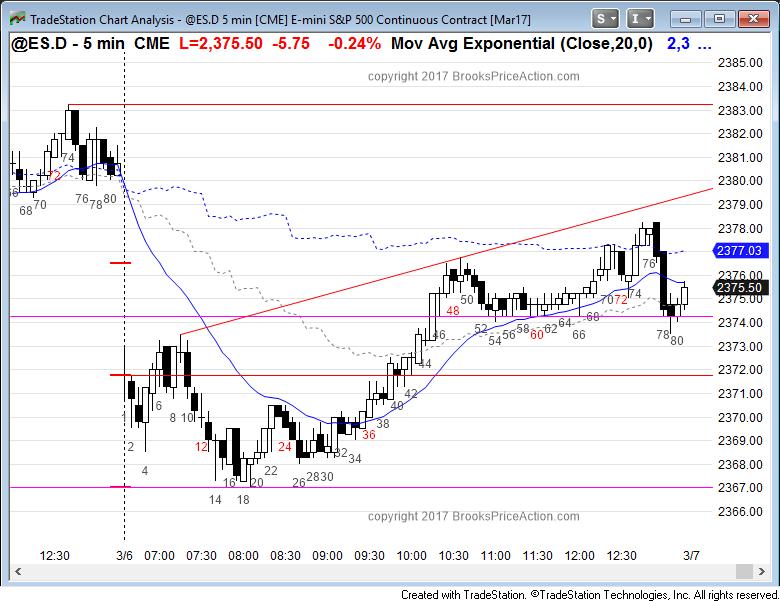 TradeStation Chart Analysis - @ES.D 5 min [CME] E-mini S&P 500 Continuous Contract [Mar17]
S I
@ES.D - 5 min CME L=2,375.50 -5.75 -0.24% Mov Avg Exponential (Close,20,0) 2,3 ...
copyright 2017 BrooksPriceAction.com
2385.00
2384.00
2383.00
2382.00
2381.00
2380.00
2379.00
2378.00
2377.03
2376.00
2375.50
2375.00
2374.00
2373.00
2372.00
2371.00
2370.00
2369.00
2368.00
2367.00
2366.00
68 70 72 74 76 78 80
2 4 6 8 10 12 14 16 18 20 22 24 26 28 30 32 34 36 38 40 42 44 46 48 50 52 54 56 58 60 62 64 66 68 70 72 74 76 78 80
copyright 2017 BrooksPriceAction.com
12:30 3/6 07:00 07:30 08:00 08:30 09:00 09:30 10:00 10:30 11:00 11:30 12:00 12:30 3/7
Created with TradeStation. ©TradeStation Technologies, Inc. All rights reserved.